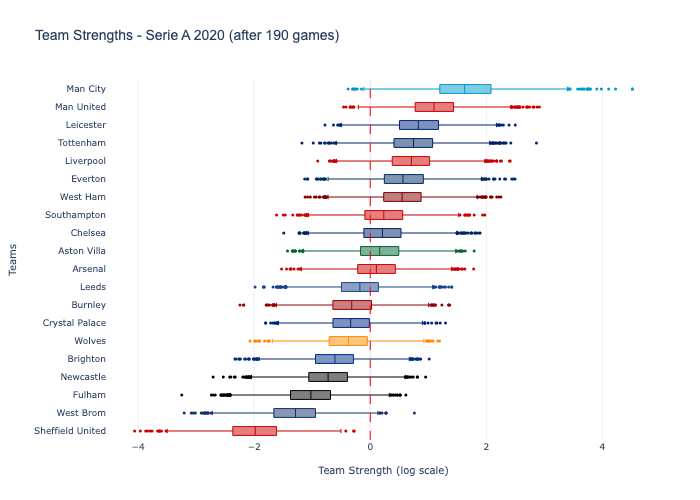 Team Strengths - Serie A 2020 (after 190 games)
Man City
Man United
Leicester
Tottenham
Liverpool
Everton
West Ham
Southampton
Chelsea
Aston Villa
Arsenal
Leeds
Burnley
Crystal Palace
Wolves
Brighton
Newcastle
Fulham
West Brom
Sheffield United
Teams
−4
−2
0
2
4
Team Strength (log scale)